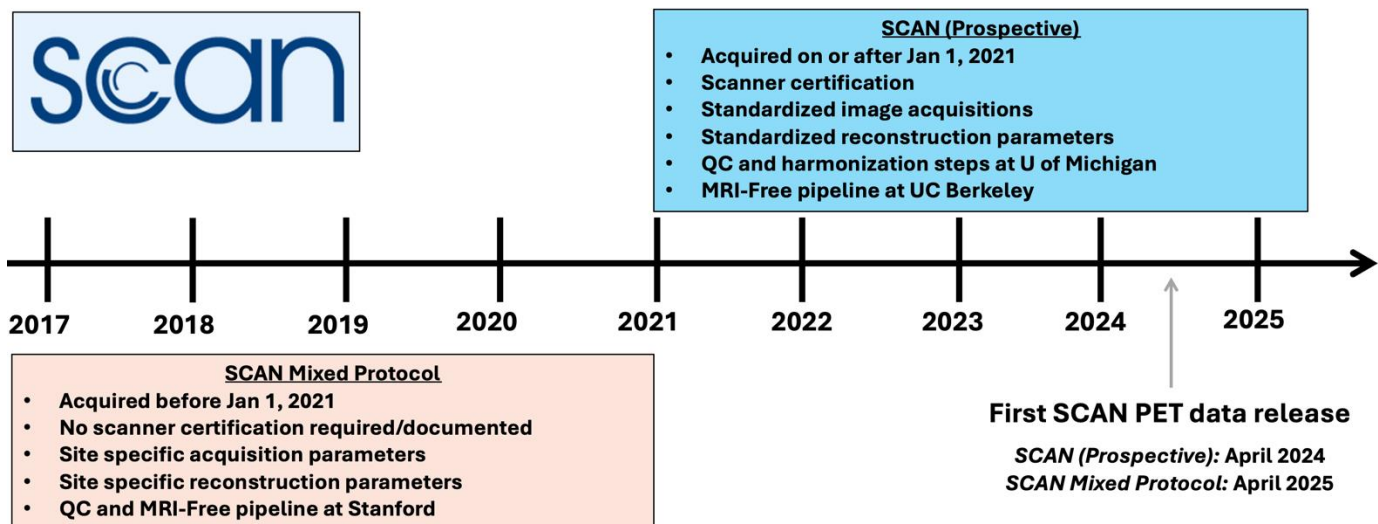 scan
SCAN (Prospective)
• Acquired on or after Jan 1, 2021
• Scanner certification
• Standardized image acquisitions
• Standardized reconstruction parameters
• QC and harmonization steps at U of Michigan
• MRI-Free pipeline at UC Berkeley
2017 2018 2019 2020 2021 2022 2023 2024 2025
SCAN Mixed Protocol
• Acquired before Jan 1, 2021
• No scanner certification required/documented
• Site specific acquisition parameters
• Site specific reconstruction parameters
• QC and MRI-Free pipeline at Stanford
First SCAN PET data release
SCAN (Prospective): April 2024
SCAN Mixed Protocol: April 2025